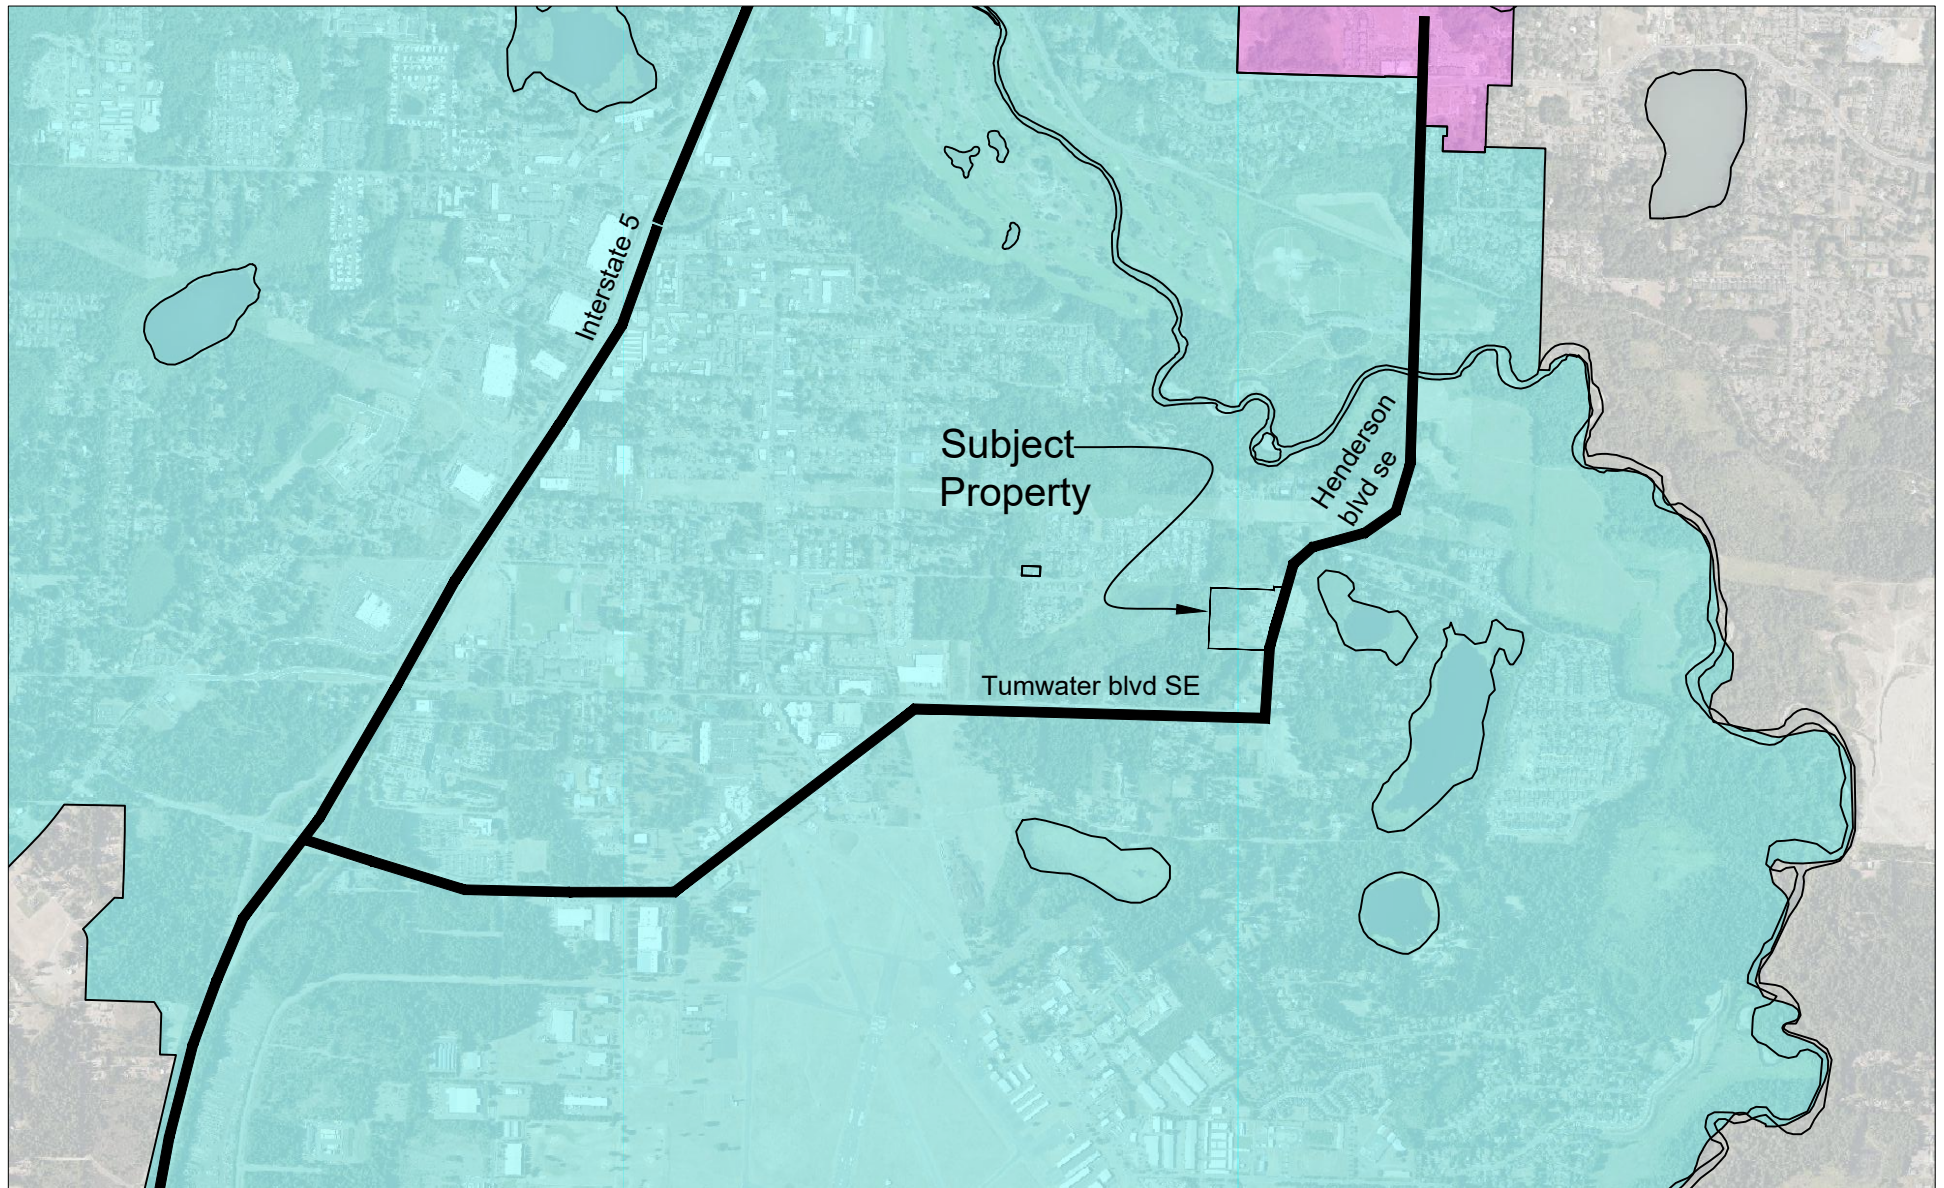 Interstate 5
Subject
Property
Henderson
blvd se
Tumwater blvd SE